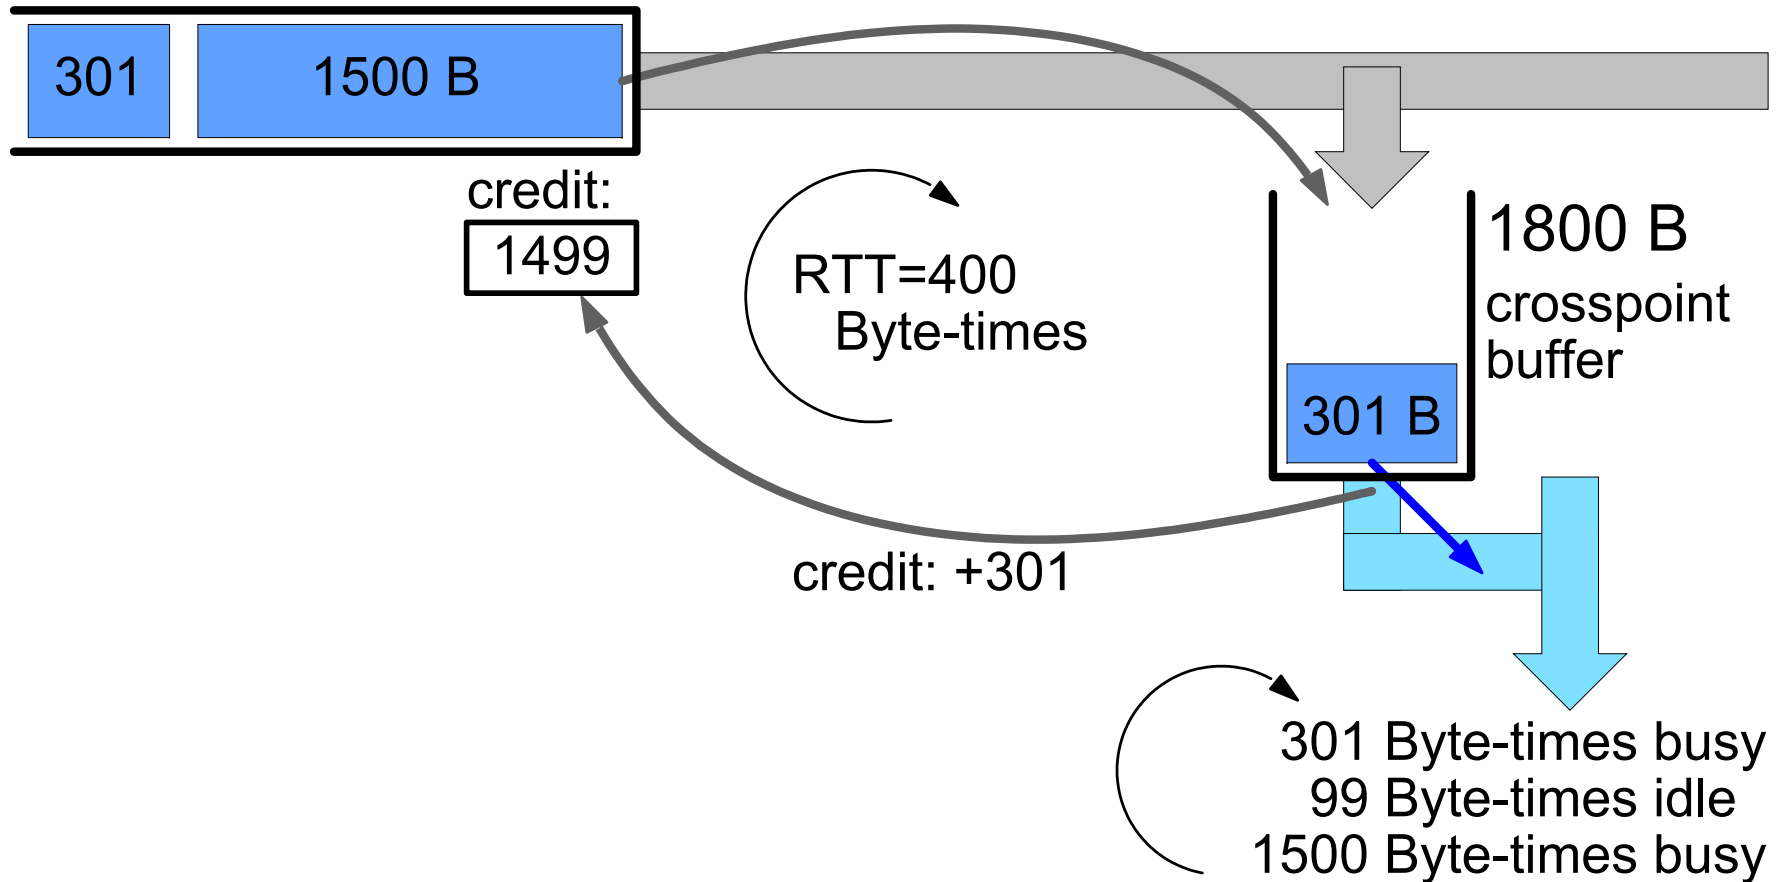 301
1500 B
credit:
1499
RTT=400
Byte-times
1800 B
crosspoint
buffer
301 B
credit: +301
301 Byte-times busy
99 Byte-times idle
1500 Byte-times busy